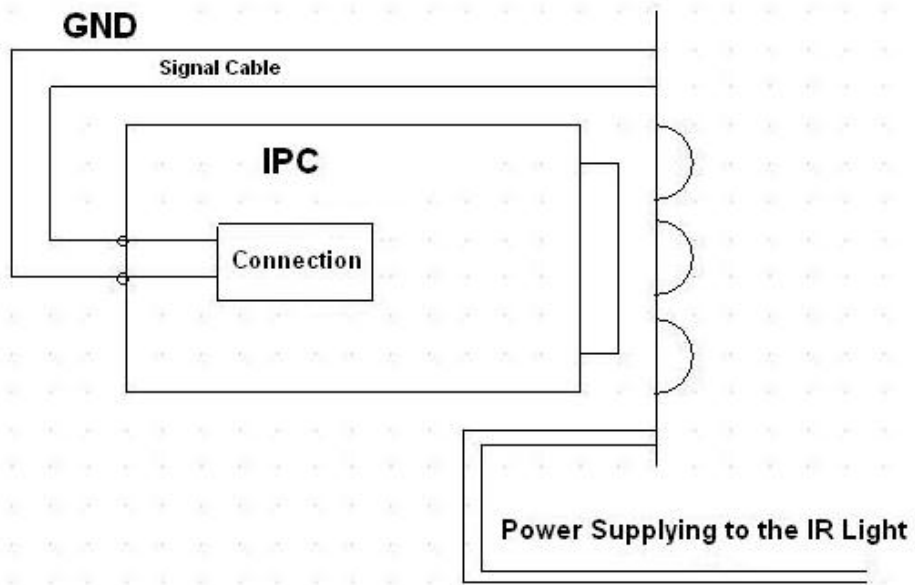 GND
Signal Cable
IPC
Connection
Power Supplying to the IR Light